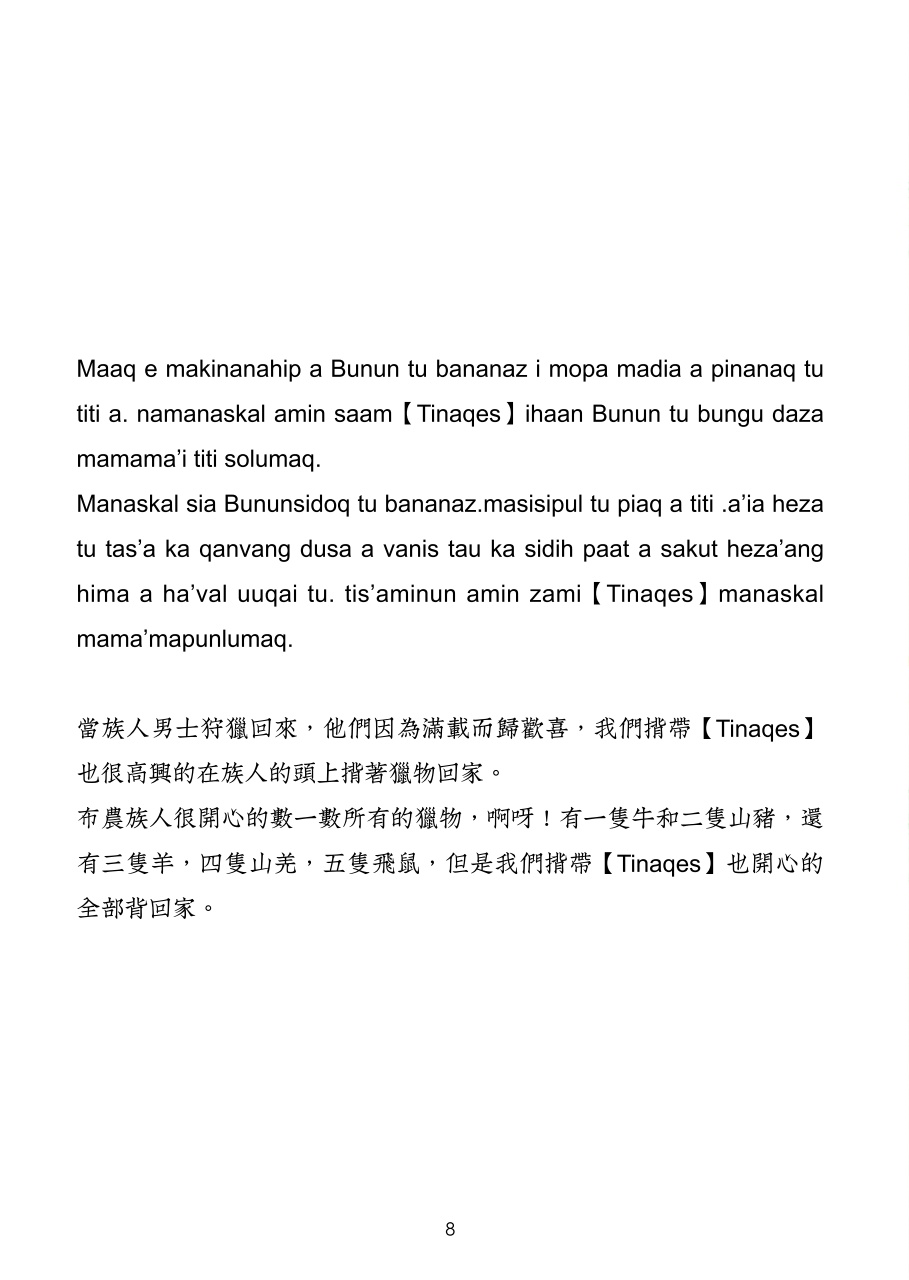 Maaq e makinanahip a Bunun tu bananaz i mopa madia a pinanaq tu
titi a. namanaskal amin saam【Tinaqes】ihaan Bunun tu bungu daza
mamama’i titi solumaq.
Manaskal sia Bununsidoq tu bananaz.masisipul tu piaq a titi .a’ia heza
tu tas’a ka qanvang dusa a vanis tau ka sidih paat a sakut heza’ang
hima a ha’val uuqai tu. tis’aminun amin zami【Tinaqes】manaskal
mama’mapunlumaq.
當族人男士狩獵回來，他們因為滿載而歸歡喜，我們揹帶【Tinaqes】
也很高興的在族人的頭上揹著獵物回家。
布農族人很開心的數一數所有的獵物，啊呀！有一隻牛和二隻山豬，還
有三隻羊，四隻山羌，五隻飛鼠，但是我們揹帶【Tinaqes】也開心的
全部背回家。
8